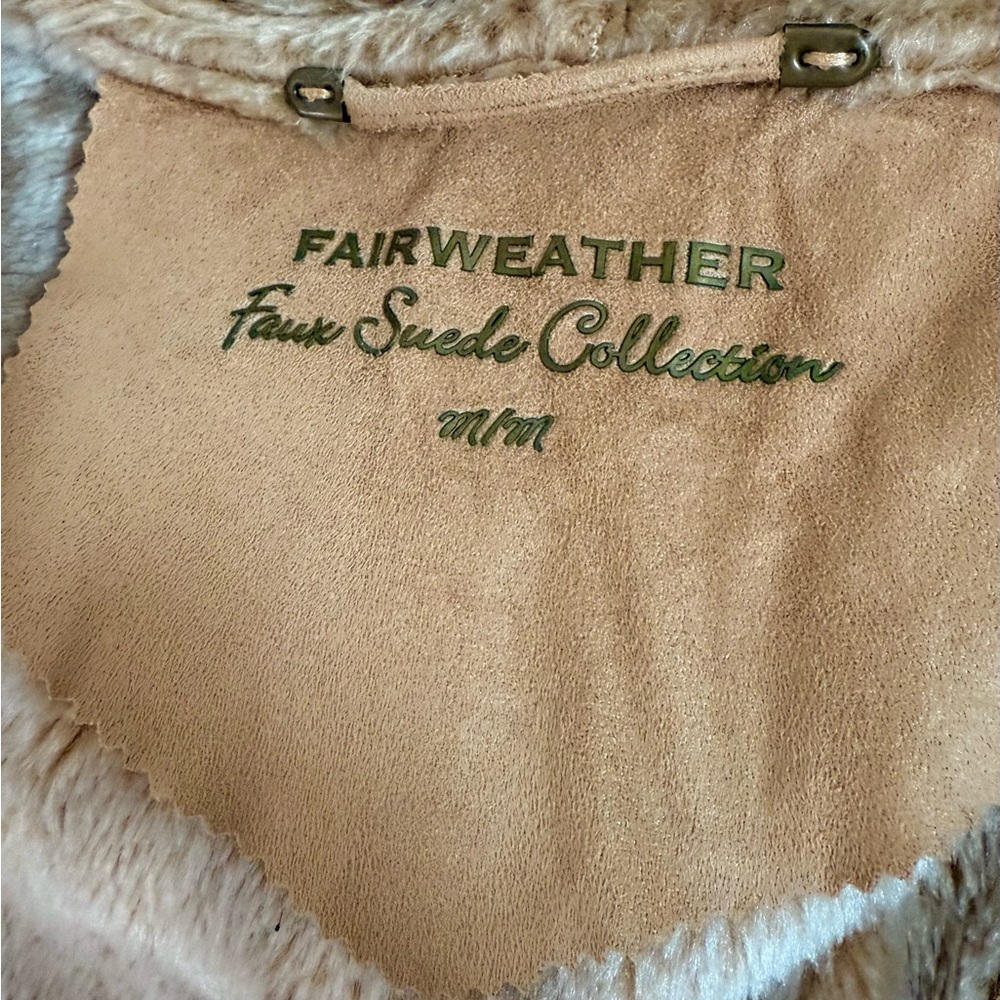 FAIRWEATHER
Faux Suede Collection
M/M